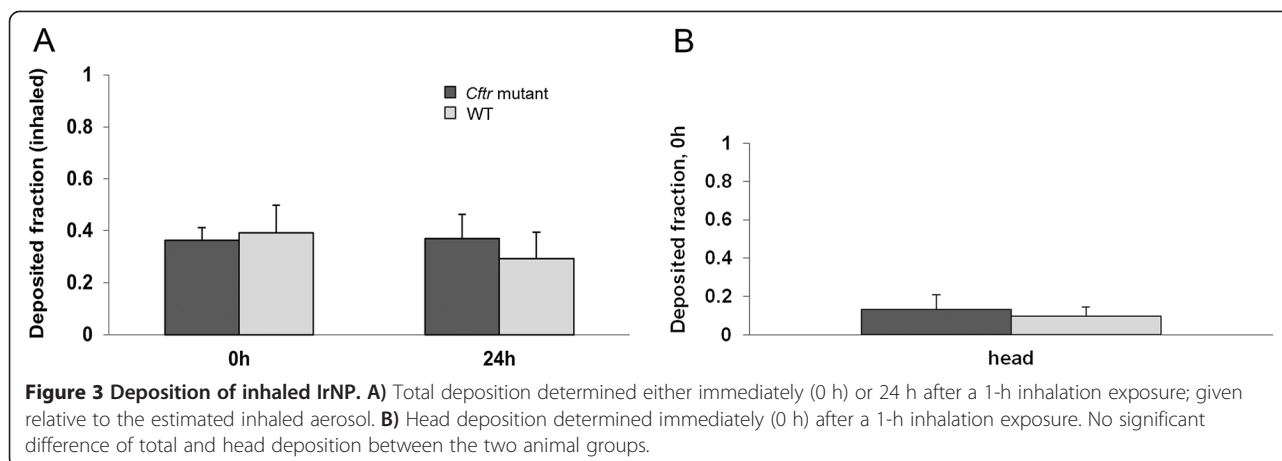 A
Deposited fraction (inhaled)
1
0.8
0.6
0.4
0.2
0
Cftr mutant
WT
0h
24h
B
Deposited fraction, 0h
1
0.8
0.6
0.4
0.2
0
head
Figure 3 Deposition of inhaled IrNP. A) Total deposition determined either immediately (0 h) or 24 h after a 1-h inhalation exposure; given
relative to the estimated inhaled aerosol. B) Head deposition determined immediately (0 h) after a 1-h inhalation exposure. No significant
difference of total and head deposition between the two animal groups.